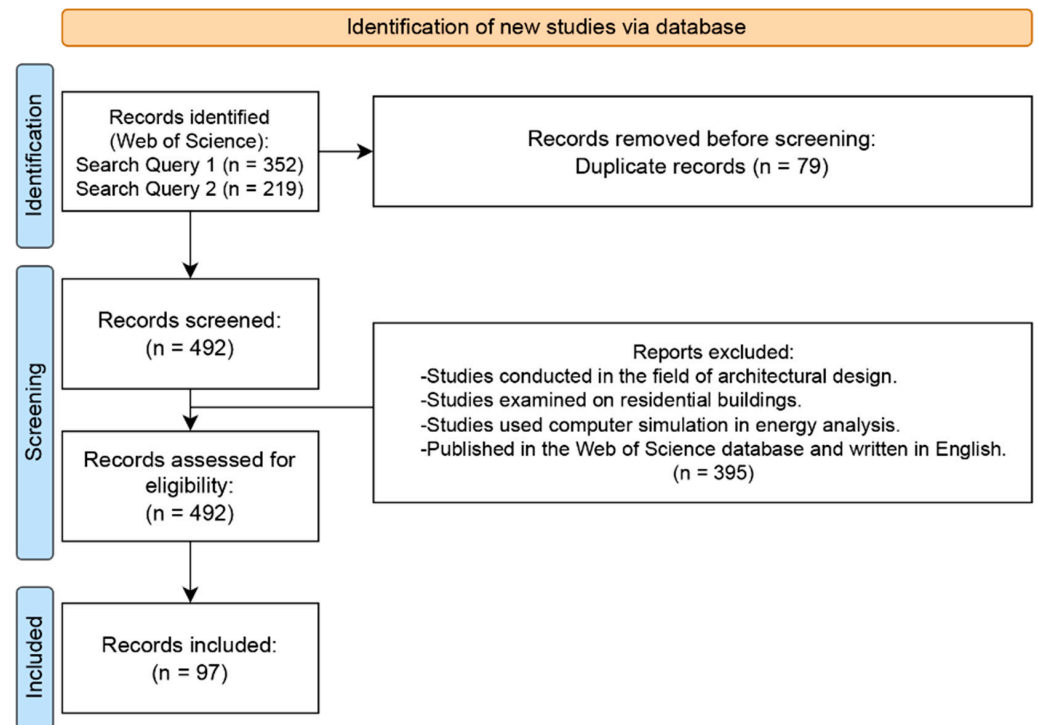 Identification of new studies via database
Identification
Records identified
(Web of Science):
Search Query 1 (n = 352)
Search Query 2 (n = 219)
Records removed before screening:
Duplicate records (n = 79)
Screening
Records screened:
(n = 492)
Reports excluded:
-Studies conducted in the field of architectural design.
-Studies examined on residential buildings.
-Studies used computer simulation in energy analysis.
-Published in the Web of Science database and written in English.
(n = 395)
Records assessed for
eligibility:
(n = 492)
Included
Records included:
(n = 97)